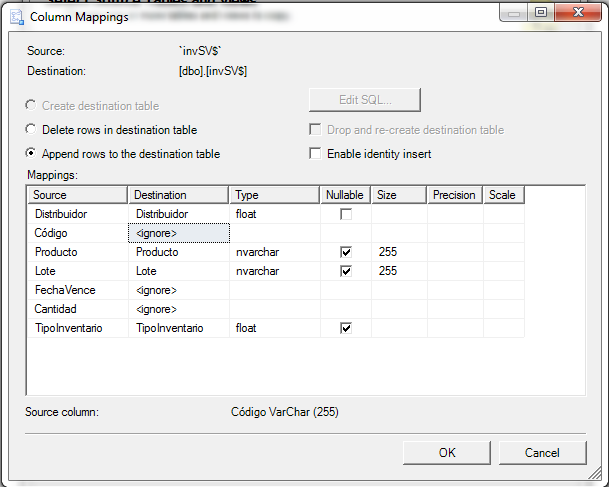 Column Mappings
Source: `invSV$`
Destination: [dbo].[invSV$]
Create destination table Edit SQL...
Delete rows in destination table Drop and re-create destination table
Append rows to the destination table Enable identity insert
Mappings:
Source Destination Type Nullable Size Precision Scale
Distribuidor Distribuidor float
Código <ignore>
Producto Producto nvarchar 255
Lote Lote nvarchar 255
FechaVence <ignore>
Cantidad <ignore>
TipoInventario TipoInventario float
Source column: Código VarChar (255)
OK Cancel